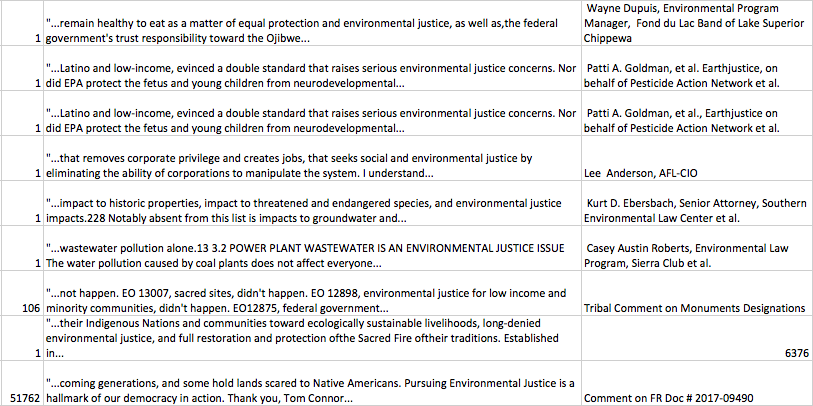 "...remain healthy to eat as a matter of equal protection and environmental justice, as well as,the federal
1 government's trust responsibility toward the Ojibwe...
Wayne Dupuis, Environmental Program
Manager, Fond du Lac Band of Lake Superior
Chippewa
"...Latino and low-income, evinced a double standard that raises serious environmental justice concerns. Nor
1 did EPA protect the fetus and young children from neurodevelopmental...
Patti A. Goldman, et al. Earthjustice, on
behalf of Pesticide Action Network et al.
"...Latino and low-income, evinced a double standard that raises serious environmental justice concerns. Nor
1 did EPA protect the fetus and young children from neurodevelopmental...
Patti A. Goldman, et al., Earthjustice on
behalf of Pesticide Action Network et al.
"...that removes corporate privilege and creates jobs, that seeks social and environmental justice by
1 eliminating the ability of corporations to manipulate the system. I understand...
Lee Anderson, AFL-CIO
"...impact to historic properties, impact to threatened and endangered species, and environmental justice
1 impacts.228 Notably absent from this list is impacts to groundwater and...
Kurt D. Ebersbach, Senior Attorney, Southern
Environmental Law Center et al.
"...wastewater pollution alone.13 3.2 POWER PLANT WASTEWATER IS AN ENVIRONMENTAL JUSTICE ISSUE
1 The water pollution caused by coal plants does not affect everyone...
Casey Austin Roberts, Environmental Law
Program, Sierra Club et al.
"...not happen. EO 13007, sacred sites, didn't happen. EO 12898, environmental justice for low income and
106 minority communities, didn't happen. EO12875, federal government...
Tribal Comment on Monuments Designations
"...their Indigenous Nations and communities toward ecologically sustainable livelihoods, long-denied
environmental justice, and full restoration and protection ofthe Sacred Fire oftheir traditions. Established
1 in...
6376
"...coming generations, and some hold lands scared to Native Americans. Pursuing Environmental Justice is a
51762 hallmark of our democracy in action. Thank you, Tom Connor...
Comment on FR Doc # 2017-09490